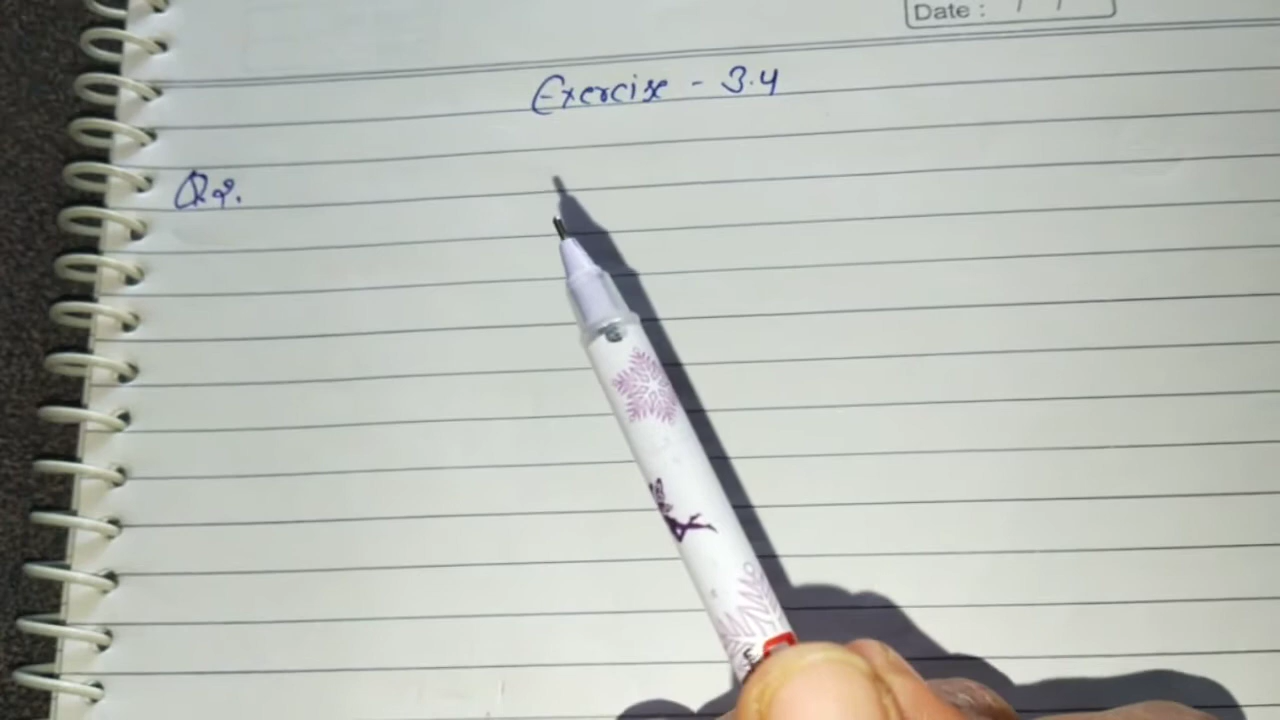 Date : / /
Exercise - 3.4
Q2.